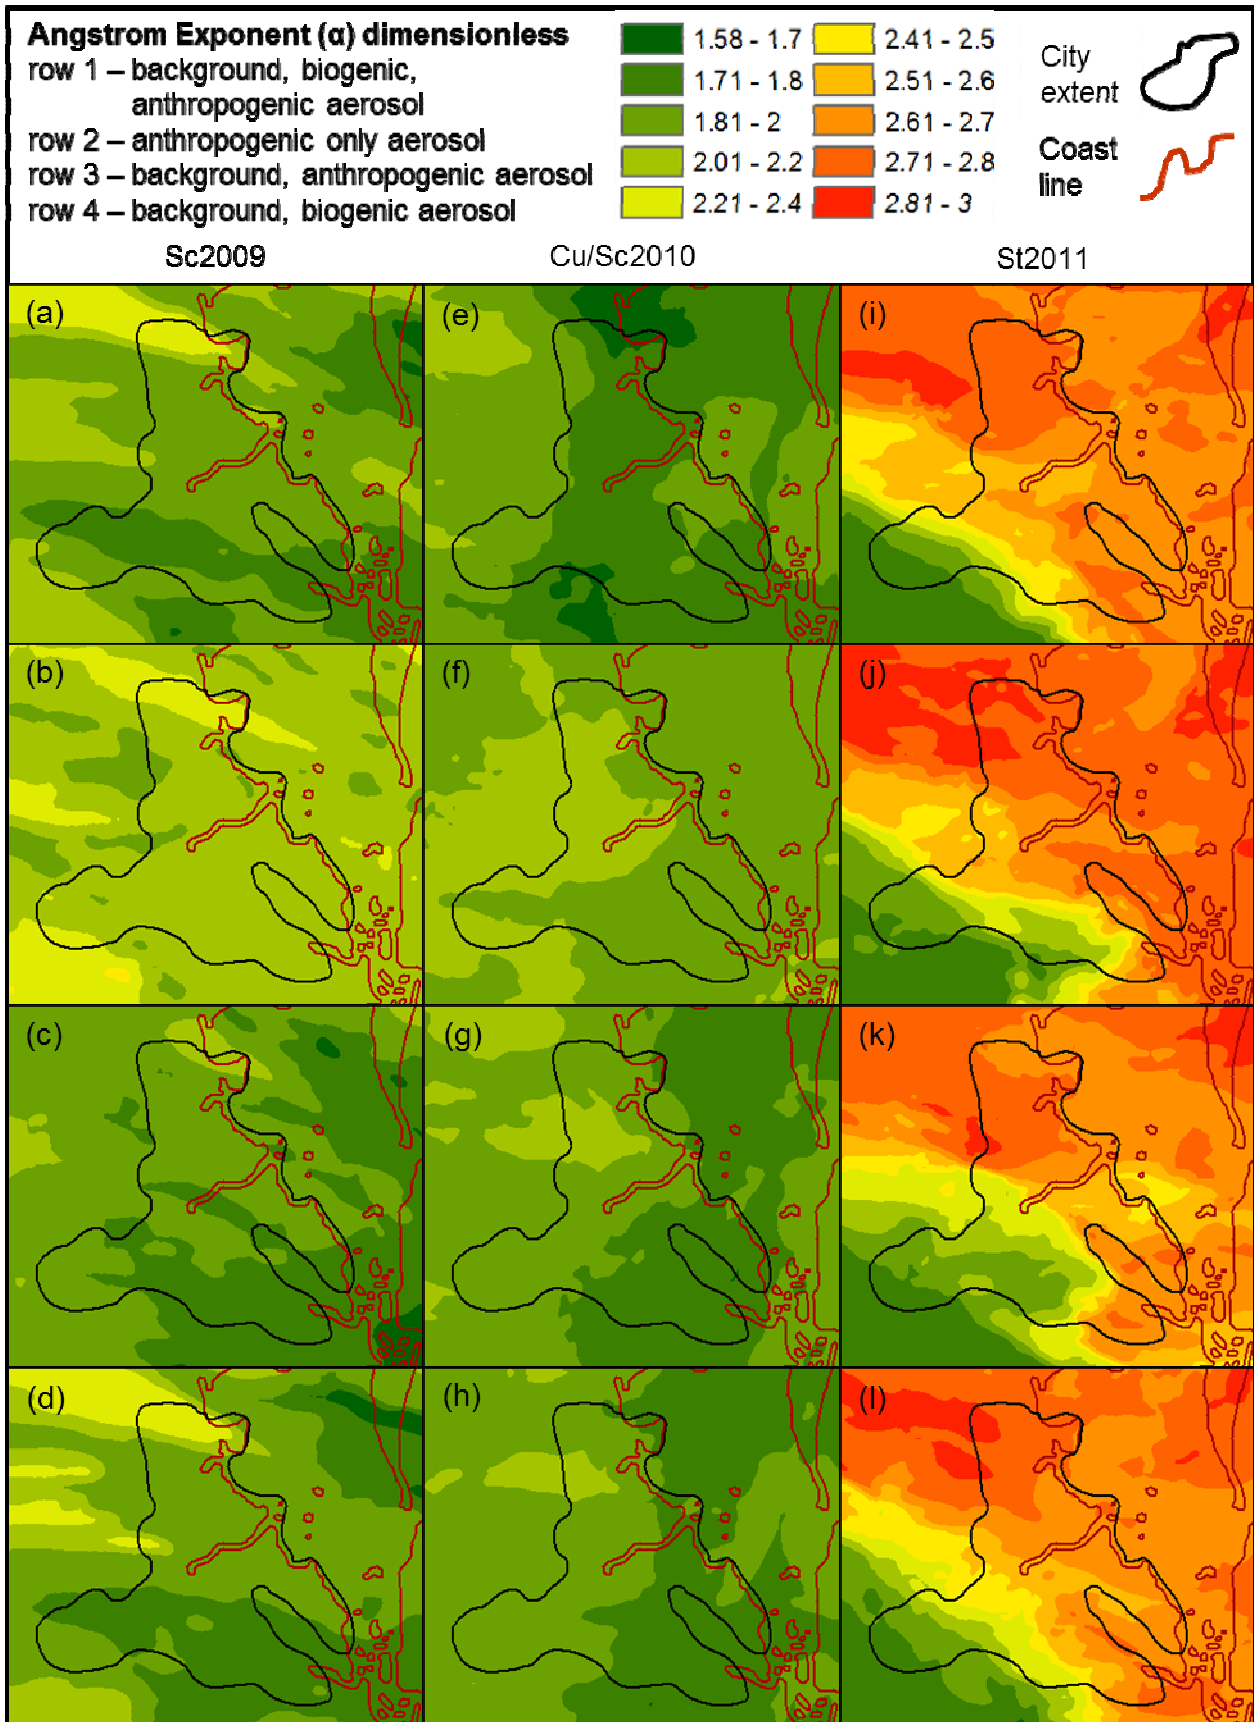 Angstrom Exponent (α) dimensionless
row 1 – background, biogenic,
anthropogenic aerosol
row 2 – anthropogenic only aerosol
row 3 – background, anthropogenic aerosol
row 4 – background, biogenic aerosol
1.58 - 1.7
1.71 - 1.8
1.81 - 2
2.01 - 2.2
2.21 - 2.4
2.41 - 2.5
2.51 - 2.6
2.61 - 2.7
2.71 - 2.8
2.81 - 3
City
extent
Coast
line
Sc2009 Cu/Sc2010 St2011
(a) (e) (i)
(b) (f) (j)
(c) (g) (k)
(d) (h) (l)